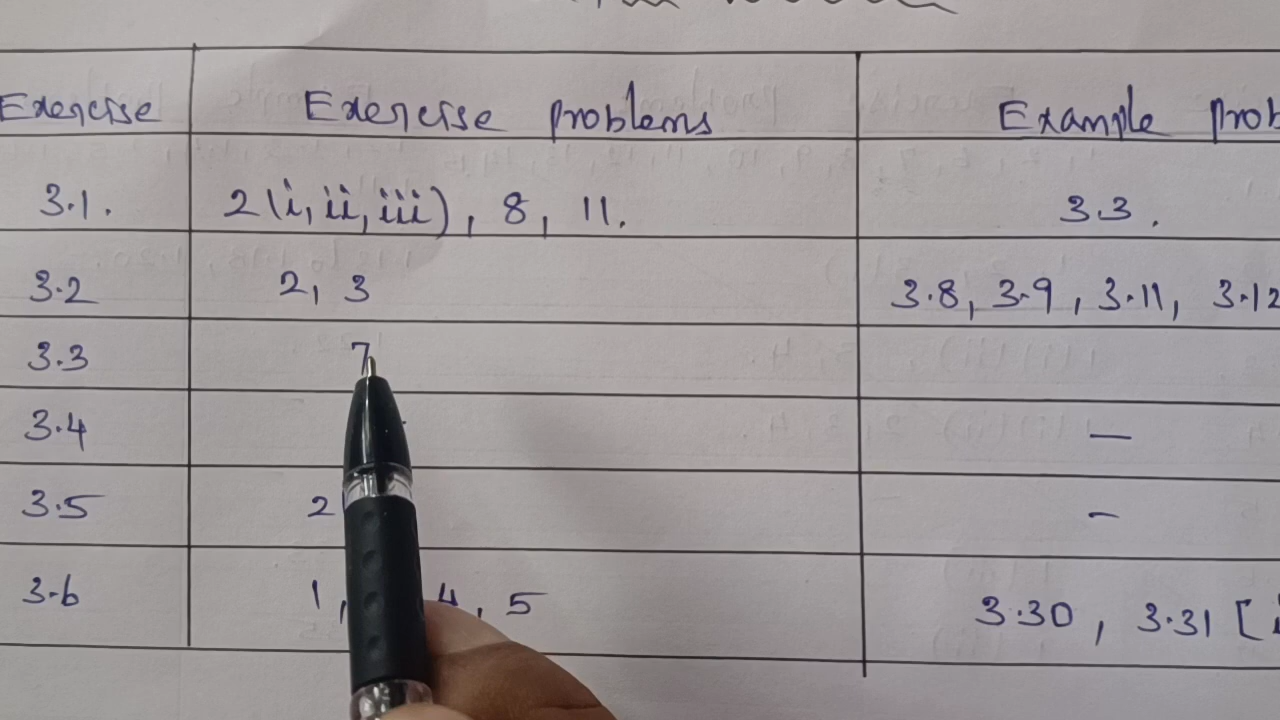 Exercise Exercise Problems Example Prob
3.1. 2(i, ii, iii), 8, 11. 3.3.
3.2 2, 3 3.8, 3.9, 3.11, 3.12
3.3 7
3.4 —
3.5 2 –
3.6 1, 4, 5 3.30, 3.31 [